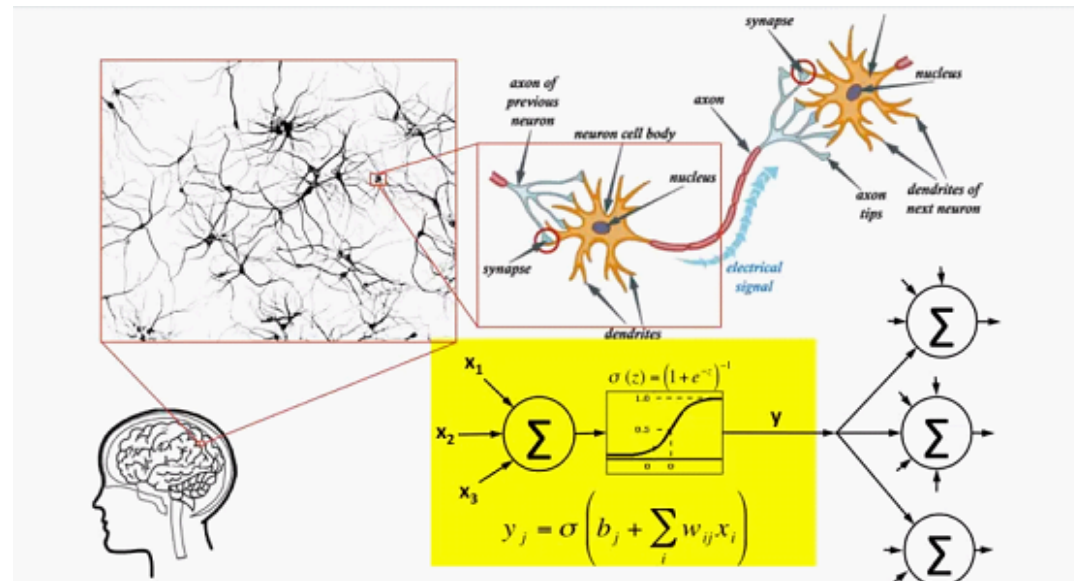 synapse
nucleus
axon of
previous
neuron
axon
neuron cell body
nucleus
axon
tips
dendrites of
next neuron
synapse
electrical
signal
dendrites
x₁
σ (z) = (1 + e⁻ᶻ)⁻¹
1.0
x₂
Σ
0.5
y
0 0
x₃
y_j = σ ( b_j + ∑_i w_ij x_i )
Σ
Σ
Σ